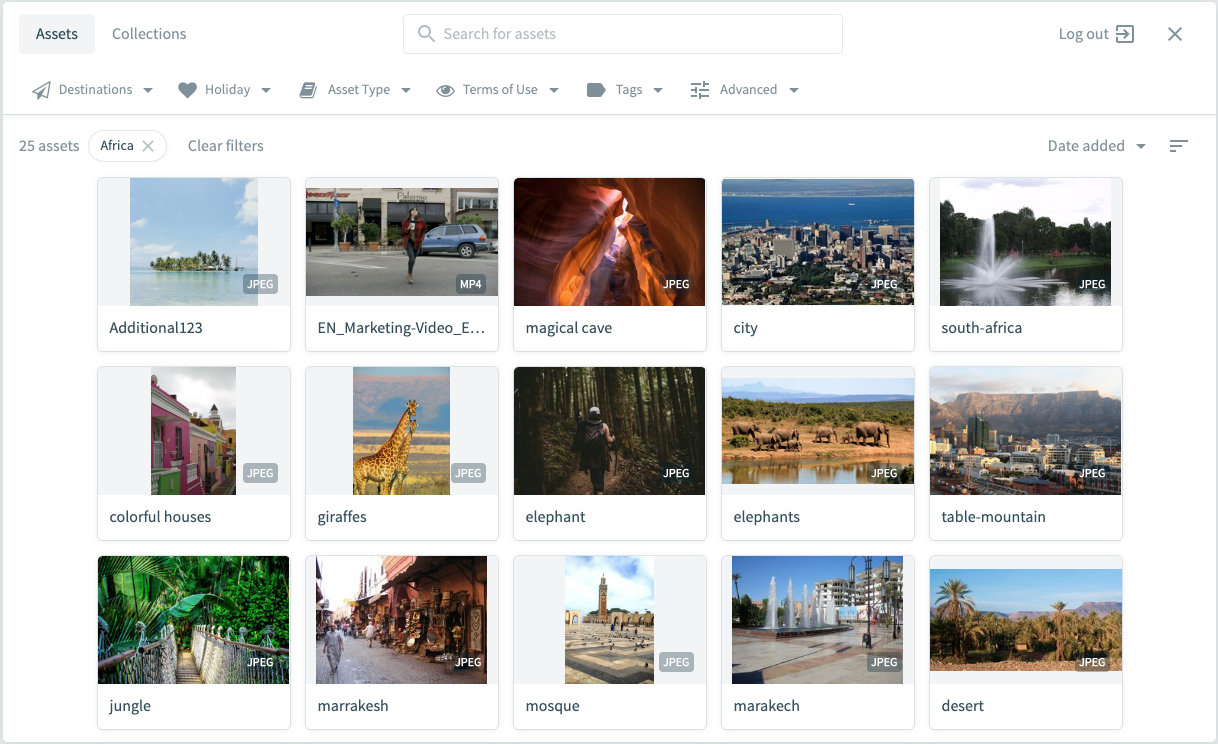 Assets
Collections
Search for assets
Log out
Destinations
Holiday
Asset Type
Terms of Use
Tags
Advanced
25 assets
Africa
Clear filters
Date added
JPEG
MP4
JPEG
JPEG
JPEG
Additional123
EN_Marketing-Video_E...
magical cave
city
south-africa
JPEG
JPEG
JPEG
JPEG
JPEG
colorful houses
giraffes
elephant
elephants
table-mountain
JPEG
JPEG
JPEG
JPEG
JPEG
jungle
marrakesh
mosque
marakech
desert